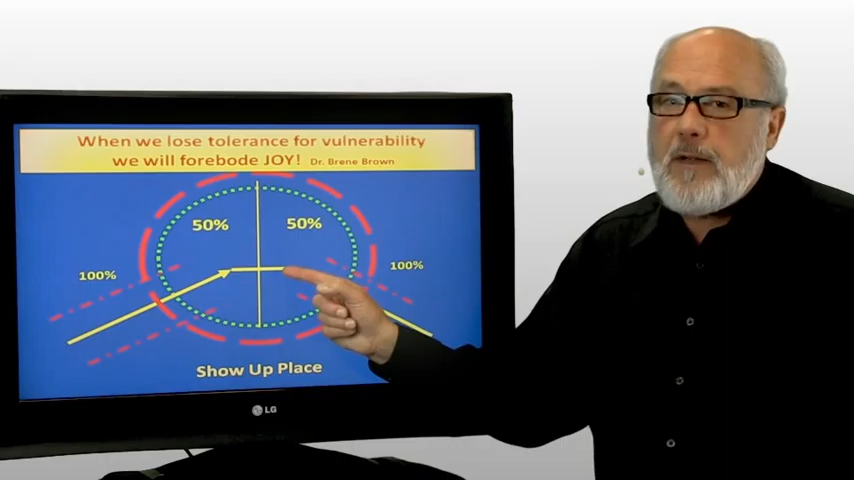 When we lose tolerance for vulnerability
we will forebode JOY! Dr. Brene Brown
50% 50%
100% 100%
Show Up Place
LG